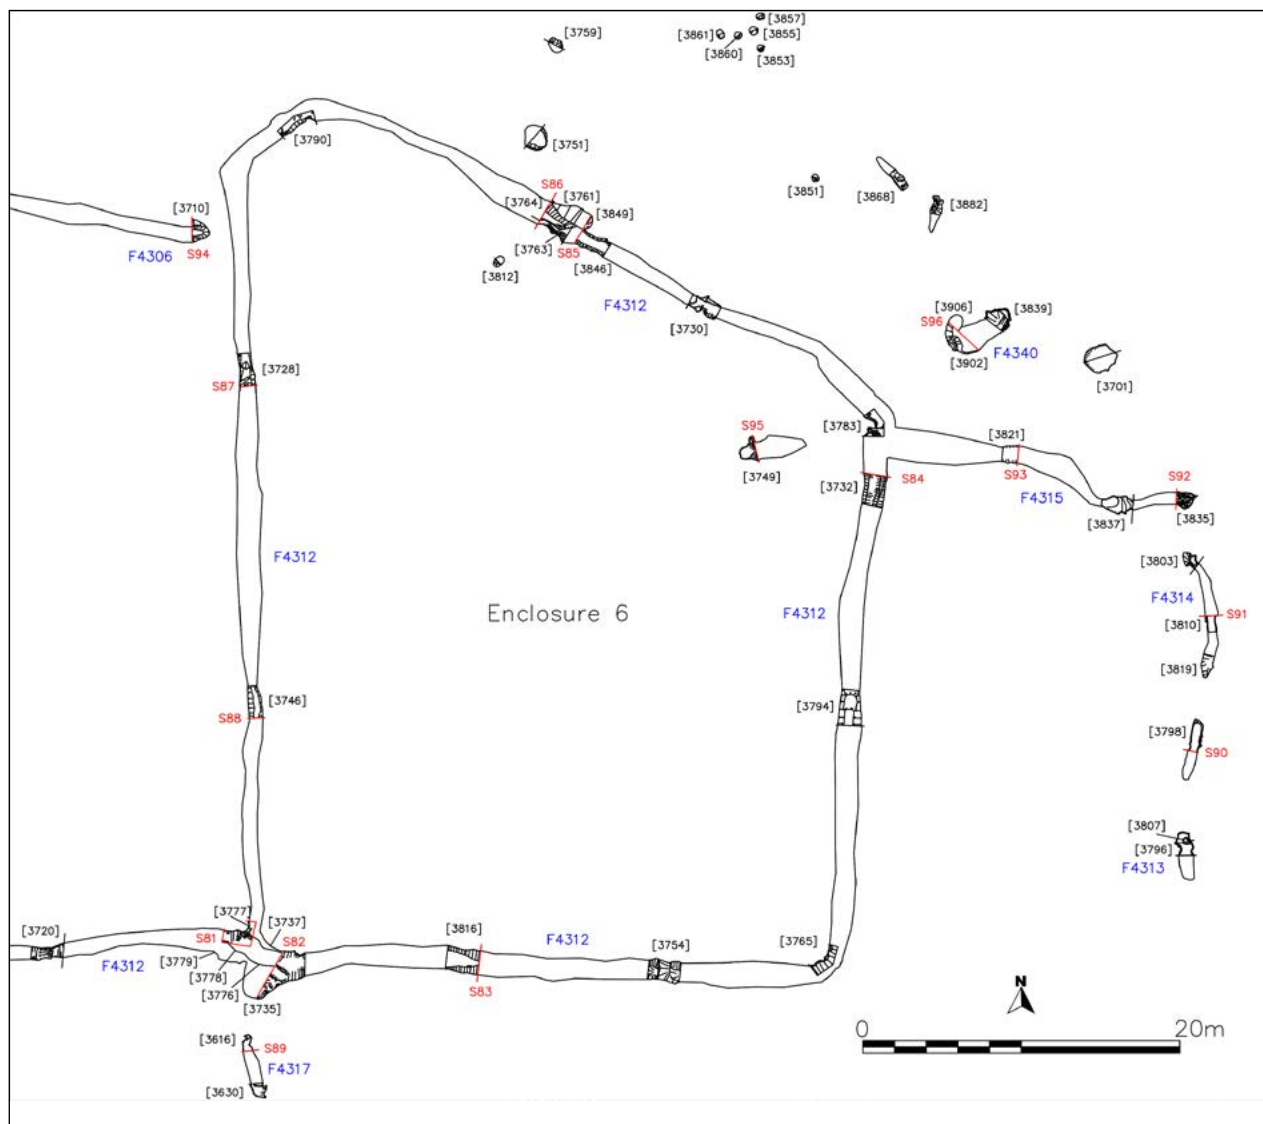 [3857]
[3759]
[3861]
[3855]
[3860]
[3853]
[3790]
[3751]
[3851]
[3868]
S86
[3761]
[3764]
[3849]
[3882]
[3710]
F4306
S94
[3763]
S85
[3846]
[3812]
F4312
[3730]
[3906]
[3839]
S96
F4340
[3902]
[3728]
S87
[3701]
S95
[3783]
[3821]
[3749]
[3732]
S84
S93
S92
F4315
[3837]
[3835]
F4312
[3803]
F4314
Enclosure 6
F4312
S91
[3810]
[3819]
[3746]
S88
[3794]
[3798]
S90
[3807]
[3796]
F4313
[3777]
[3737]
[3720]
S81
S82
[3816]
F4312
[3754]
[3765]
F4312
[3779]
[3778]
[3776]
[3735]
S83
N
0
20m
[3616]
S89
F4317
[3630]